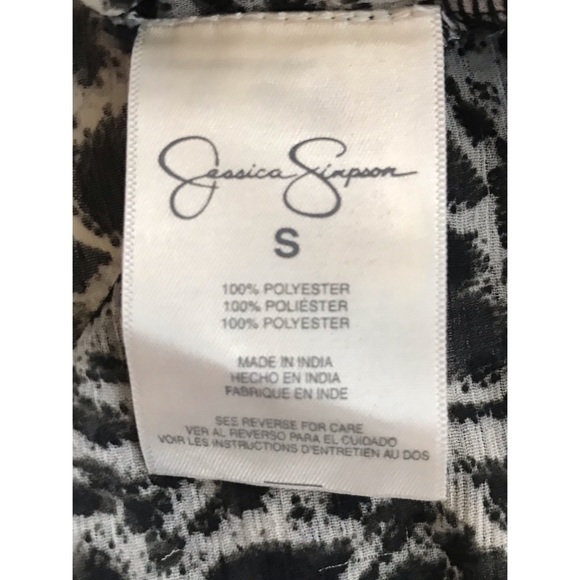 Jessica Simpson
S
100% POLYESTER
100% POLIÉSTER
100% POLYESTER
MADE IN INDIA
HECHO EN INDIA
FABRIQUE EN INDE
SEE REVERSE FOR CARE
VER AL REVERSO PARA EL CUIDADO
VOIR LES INSTRUCTIONS D'ENTRETIEN AU DOS